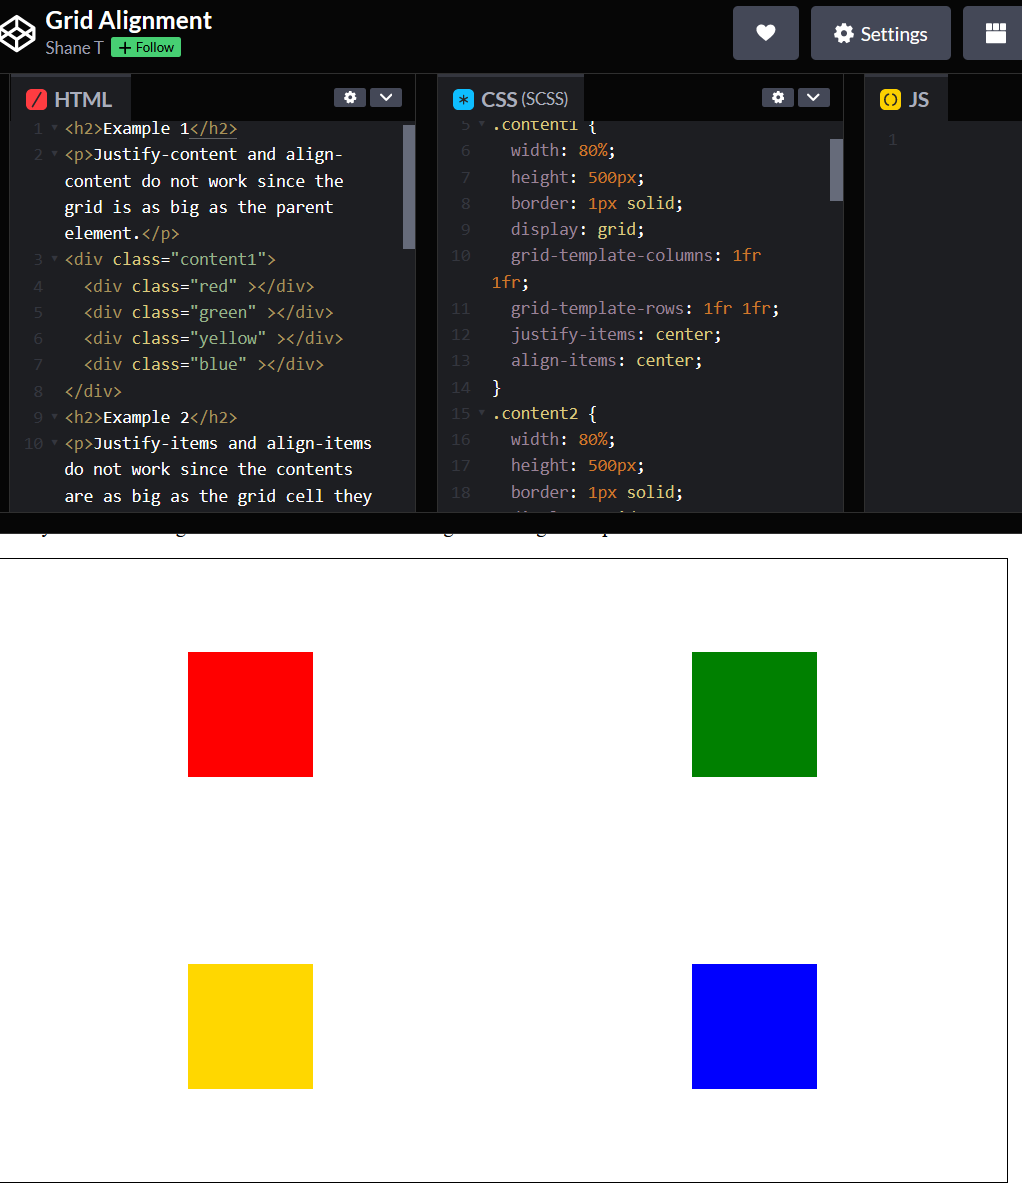 Grid Alignment
Shane T + Follow
Settings
HTML
1 <h2>Example 1</h2>
2 <p>Justify-content and align-
content do not work since the
grid is as big as the parent
element.</p>
3 <div class="content1">
4 <div class="red" ></div>
5 <div class="green" ></div>
6 <div class="yellow" ></div>
7 <div class="blue" ></div>
8 </div>
9 <h2>Example 2</h2>
10 <p>Justify-items and align-items
do not work since the contents
are as big as the grid cell they
CSS (SCSS)
5 .content1 {
6 width: 80%;
7 height: 500px;
8 border: 1px solid;
9 display: grid;
10 grid-template-columns: 1fr
1fr;
11 grid-template-rows: 1fr 1fr;
12 justify-items: center;
13 align-items: center;
14 }
15 .content2 {
16 width: 80%;
17 height: 500px;
18 border: 1px solid;
JS
1